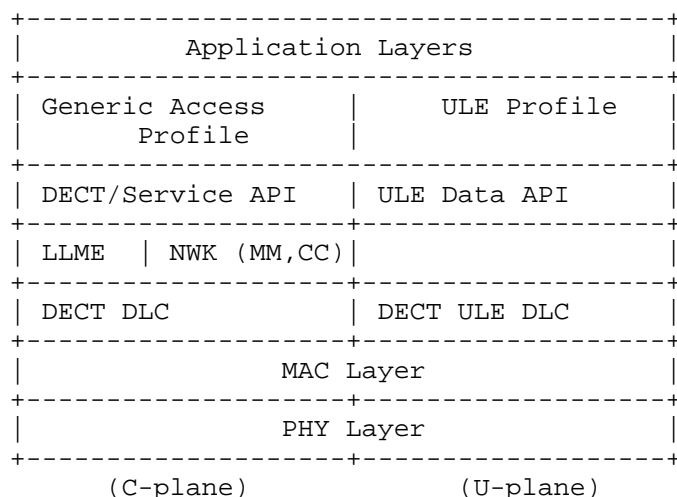 +----------------------------------------+
|           Application Layers           |
+----------------------------------------+
| Generic Access     |     ULE Profile   |
|       Profile      |                   |
+----------------------------------------+
| DECT/Service API   | ULE Data API      |
+--------------------+-------------------+
| LLME  | NWK (MM,CC)|                   |
+--------------------+-------------------+
| DECT DLC           | DECT ULE DLC      |
+--------------------+-------------------+
|                MAC Layer               |
+--------------------+-------------------+
|                PHY Layer               |
+--------------------+-------------------+
      (C-plane)             (U-plane)